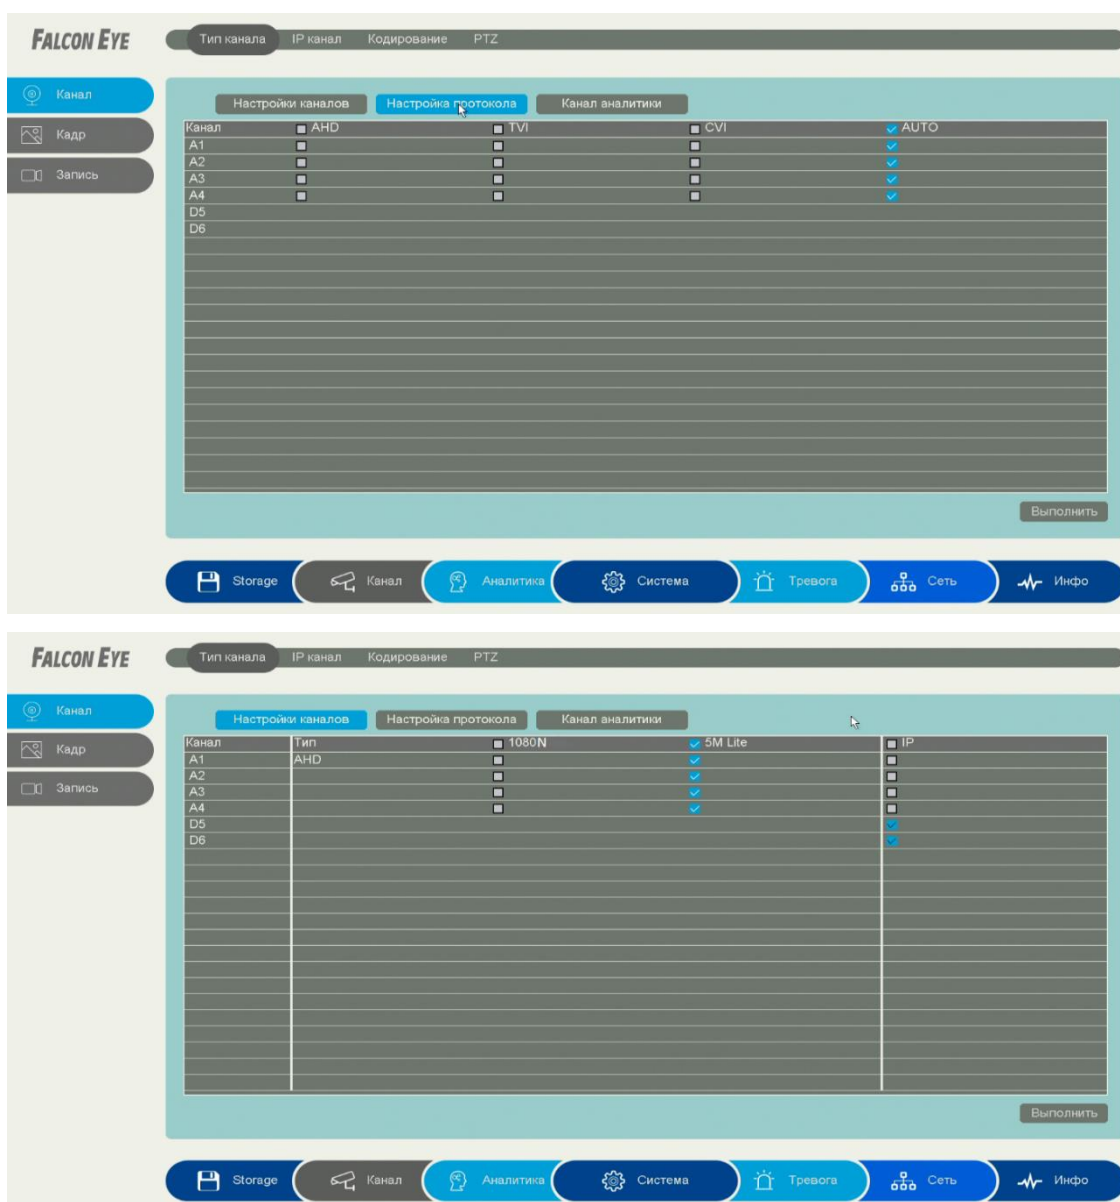 FALCON EYE Тип канала IP канал Кодирование PTZ
Канал
Кадр
Запись
Настройки каналов Настройка протокола Канал аналитики
Канал AHD TVI CVI AUTO
A1
A2
A3
A4
D5
D6
Выполнить
Storage Канал Аналитика Система Тревога Сеть Инфо
FALCON EYE Тип канала IP канал Кодирование PTZ
Канал
Кадр
Запись
Настройки каналов Настройка протокола Канал аналитики
Канал Тип 1080N 5M Lite IP
A1 AHD
A2
A3
A4
D5
D6
Выполнить
Storage Канал Аналитика Система Тревога Сеть Инфо